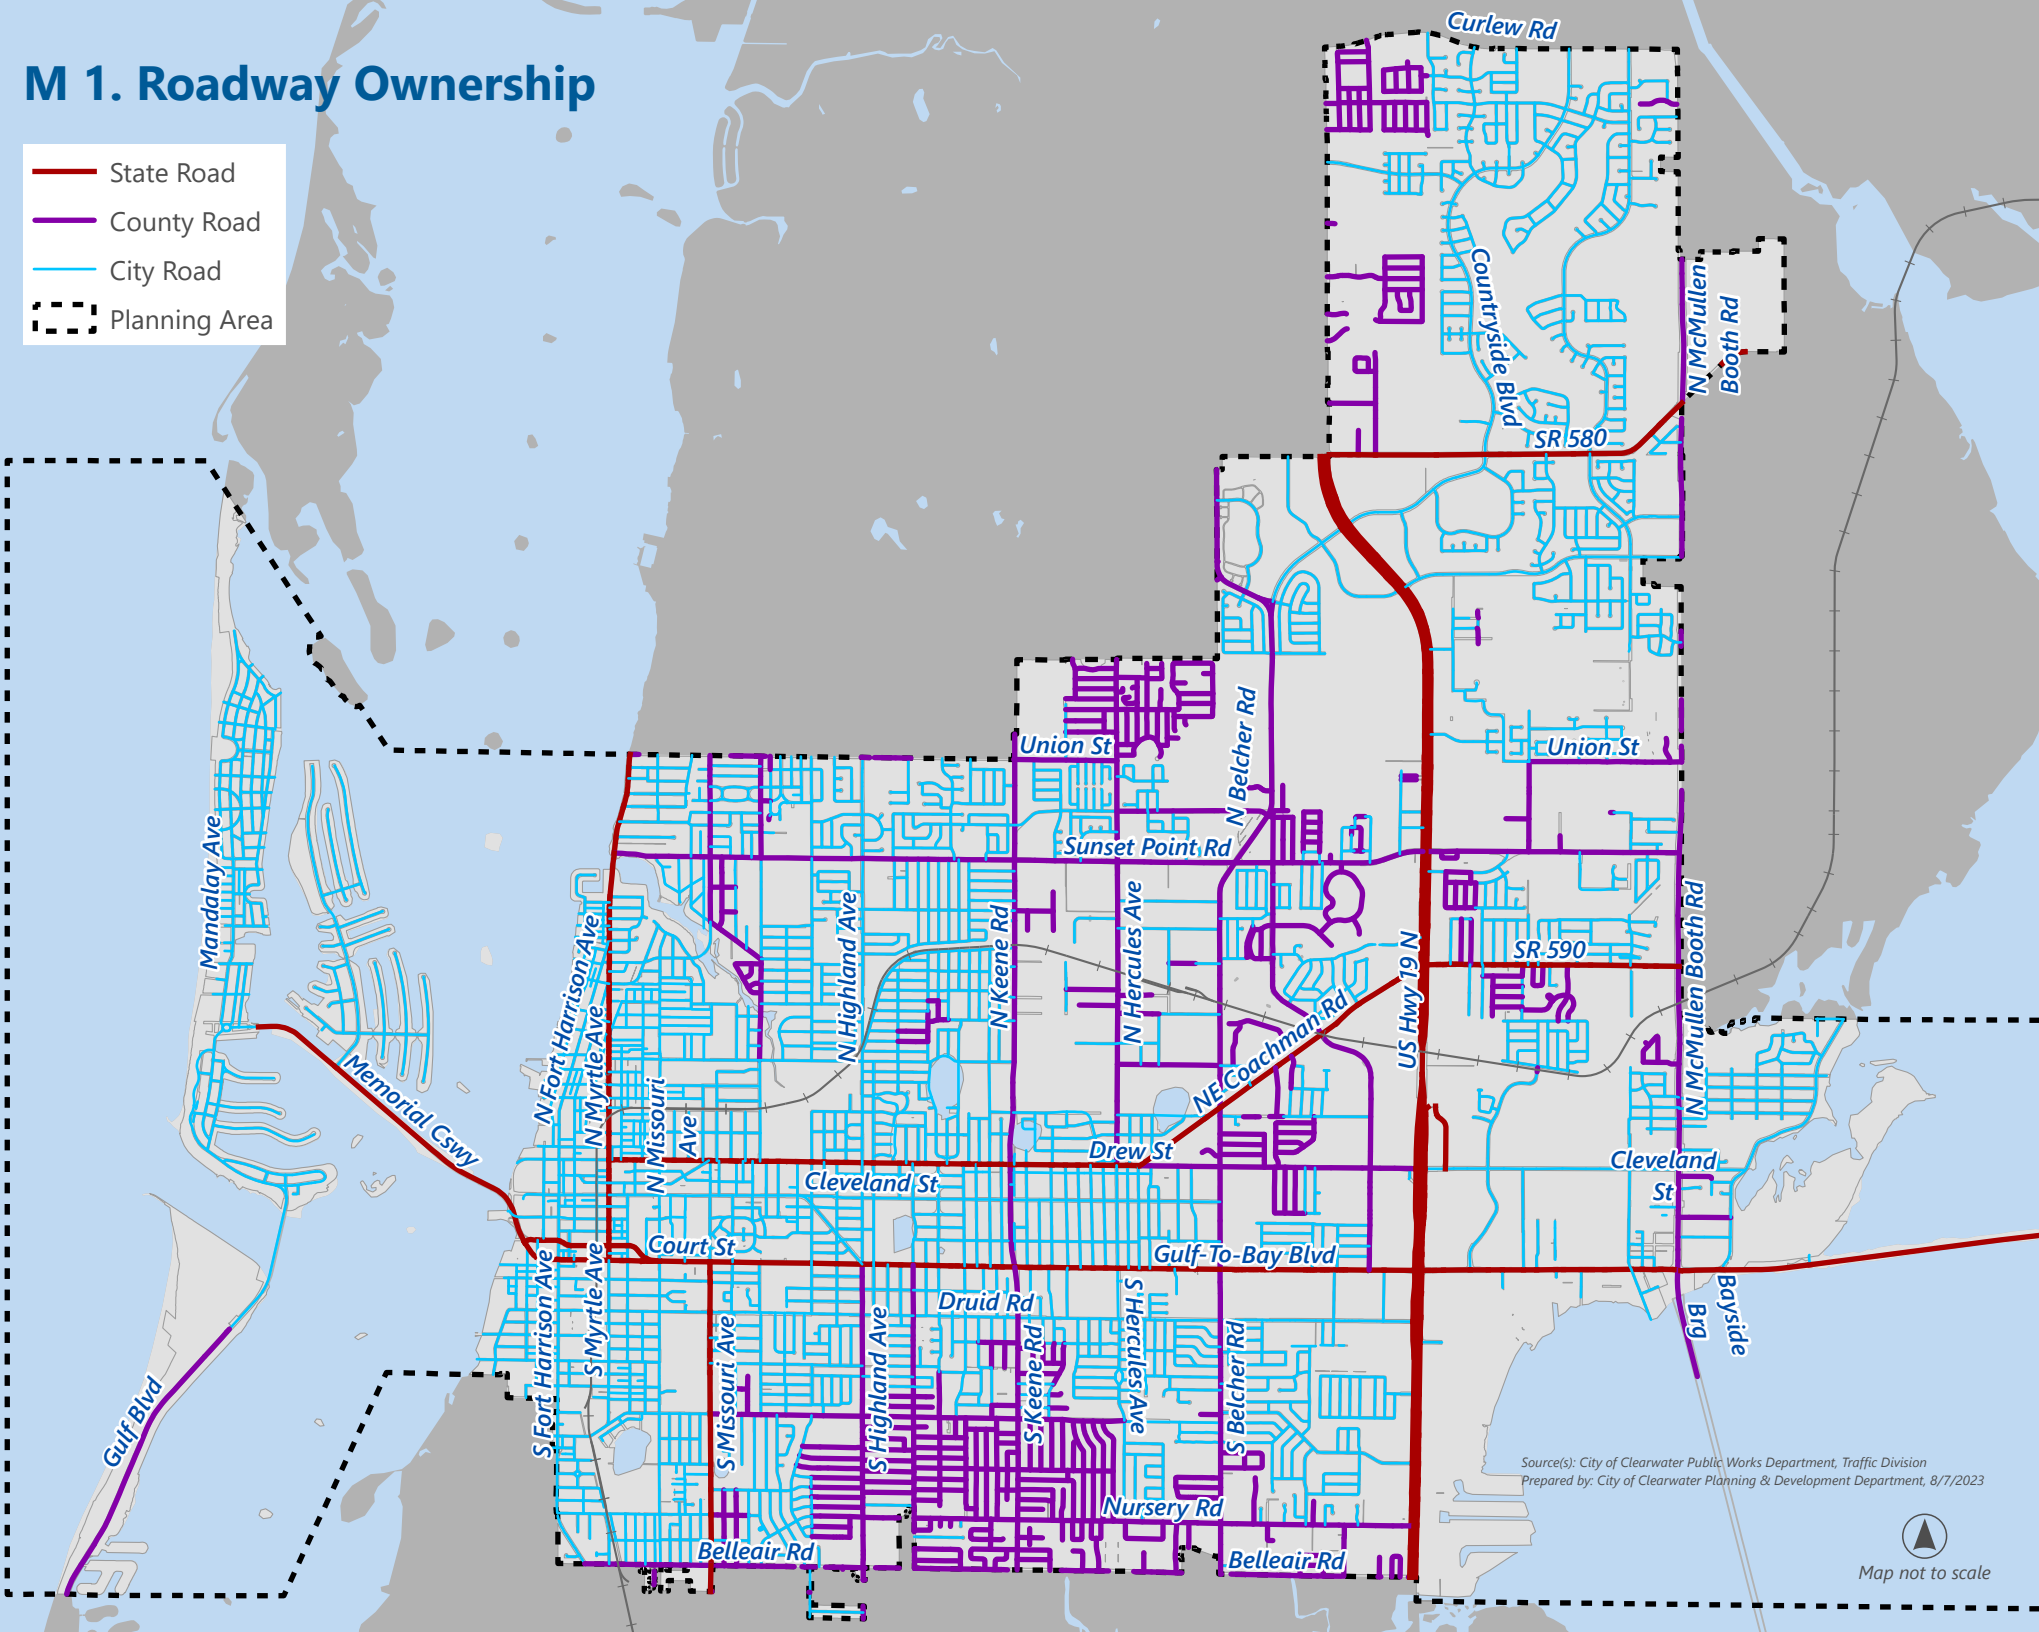 M 1. Roadway Ownership
State Road
County Road
City Road
Planning Area
Curlew Rd
Countryside Blvd
N McMullen
Booth Rd
SR 580
Union St
N Belcher Rd
Union St
Sunset Point Rd
Mandalay Ave
N Highland Ave
N Keene Rd
N Hercules Ave
N McMullen Booth Rd
SR 590
US Hwy 19 N
N Fort Harrison Ave
N Myrtle Ave
NE Coachman Rd
Memorial Cswy
N Missouri
Ave
Drew St
Cleveland
St
Cleveland St
Court St
Gulf-To-Bay Blvd
Druid Rd
S Fort Harrison Ave
S Myrtle Ave
S Missouri Ave
S Highland Ave
S Keene Rd
S Hercules Ave
S Belcher Rd
Bayside
Brg
Gulf Blvd
Nursery Rd
Belleair Rd
Belleair Rd
Source(s): City of Clearwater Public Works Department, Traffic Division
Prepared by: City of Clearwater Planning & Development Department, 8/7/2023
Map not to scale